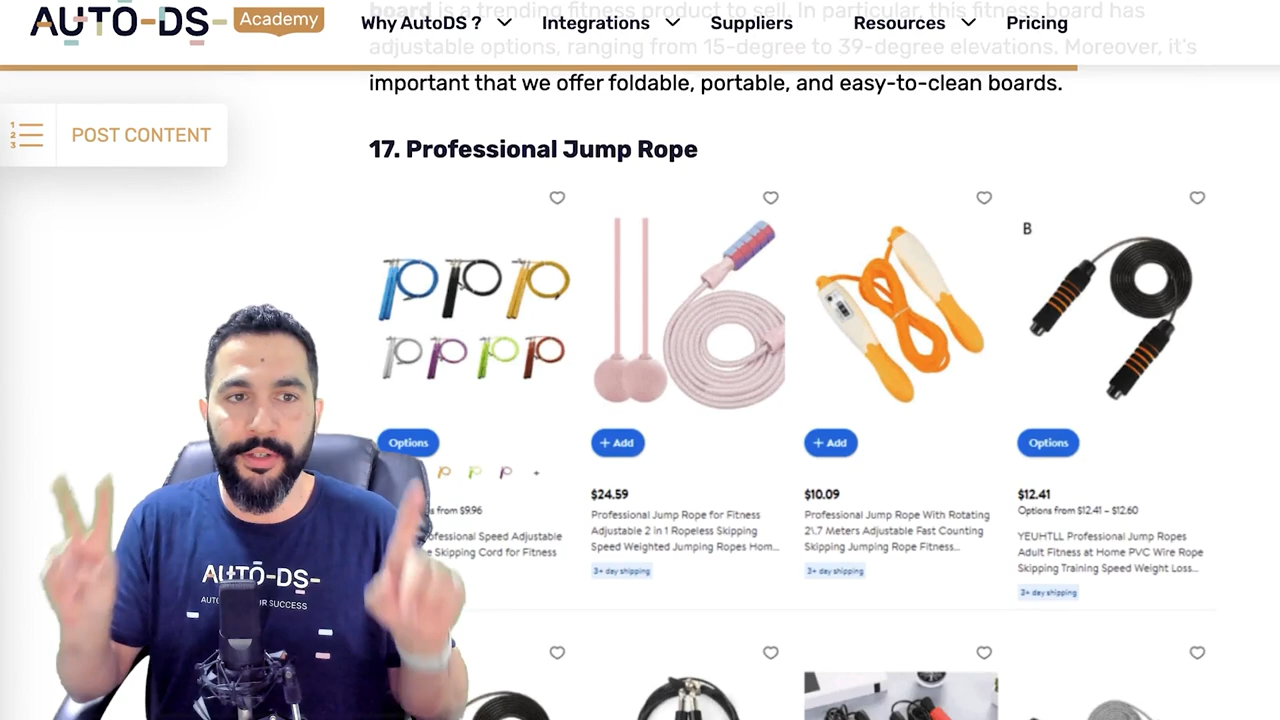 AUTO-DS- Academy
Why AutoDS ? Integrations Suppliers Resources Pricing
board is a trending fitness product to sell. In particular, this fitness board has
adjustable options, ranging from 15-degree to 39-degree elevations. Moreover, it's
important that we offer foldable, portable, and easy-to-clean boards.
1 2 3 POST CONTENT
17. Professional Jump Rope
B
Options
+ Add
+ Add
Options
+
from $9.96
ofessional Speed Adjustable
Skipping Cord for Fitness
$24.59
Professional Jump Rope for Fitness
Adjustable 2 in 1 Ropeless Skipping
Speed Weighted Jumping Ropes Hom...
3+ day shipping
$10.09
Professional Jump Rope With Rotating
2\.7 Meters Adjustable Fast Counting
Skipping Jumping Rope Fitness...
3+ day shipping
$12.41
Options from $12.41 – $12.60
YEUHTLL Professional Jump Ropes
Adult Fitness at Home PVC Wire Rope
Skipping Training Speed Weight Loss...
3+ day shipping
AUTO-DS-
SUCCESS